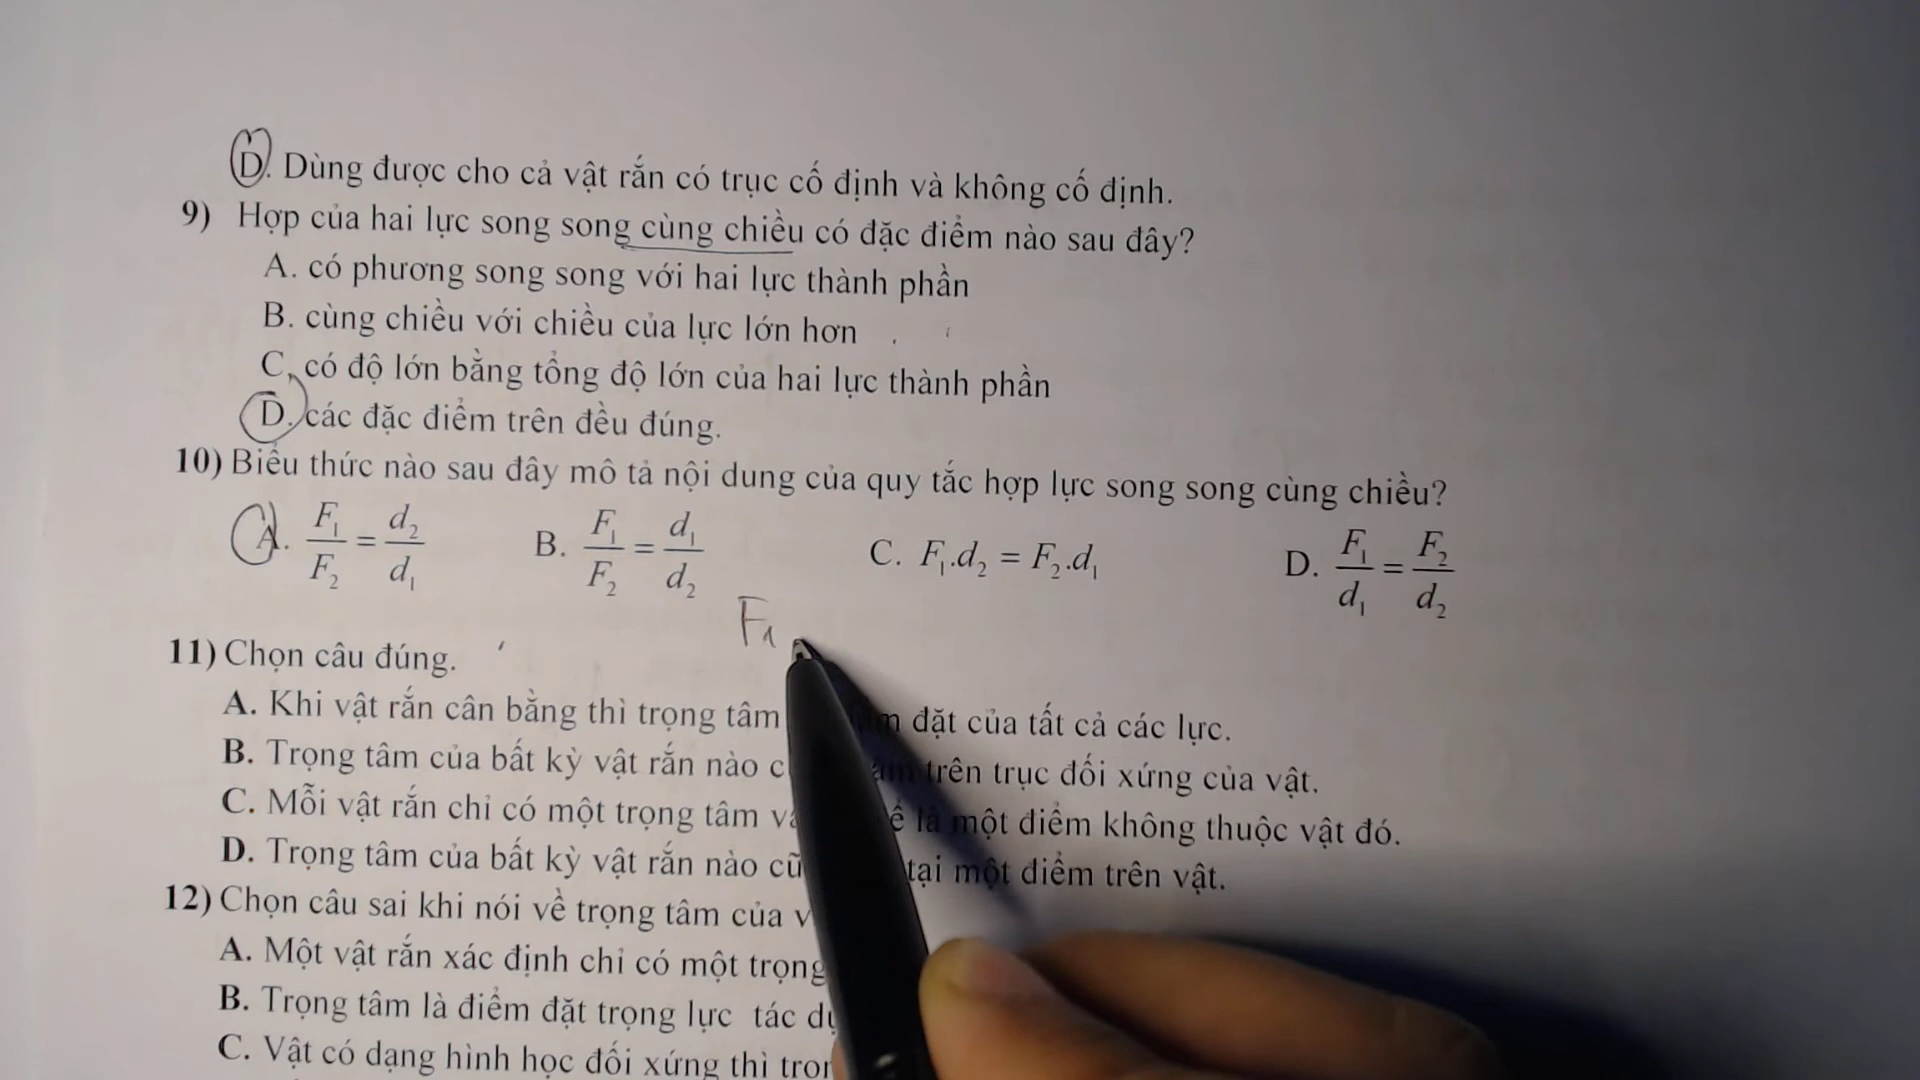 D. Dùng được cho cả vật rắn có trục cố định và không cố định.
9) Hợp của hai lực song song cùng chiều có đặc điểm nào sau đây?
A. có phương song song với hai lực thành phần
B. cùng chiều với chiều của lực lớn hơn
C. có độ lớn bằng tổng độ lớn của hai lực thành phần
D. các đặc điểm trên đều đúng.
10) Biểu thức nào sau đây mô tả nội dung của quy tắc hợp lực song song cùng chiều?
A. F₁/F₂ = d₂/d₁ B. F₁/F₂ = d₁/d₂ C. F₁.d₂ = F₂.d₁ D. F₁/d₁ = F₂/d₂
F₁
11) Chọn câu đúng.
A. Khi vật rắn cân bằng thì trọng tâm đặt của tất cả các lực.
B. Trọng tâm của bất kỳ vật rắn nào trên trục đối xứng của vật.
C. Mỗi vật rắn chỉ có một trọng tâm là một điểm không thuộc vật đó.
D. Trọng tâm của bất kỳ vật rắn nào tại một điểm trên vật.
12) Chọn câu sai khi nói về trọng tâm của
A. Một vật rắn xác định chỉ có một trọng
B. Trọng tâm là điểm đặt trọng lực tác
C. Vật có dạng hình học đối xứng thì